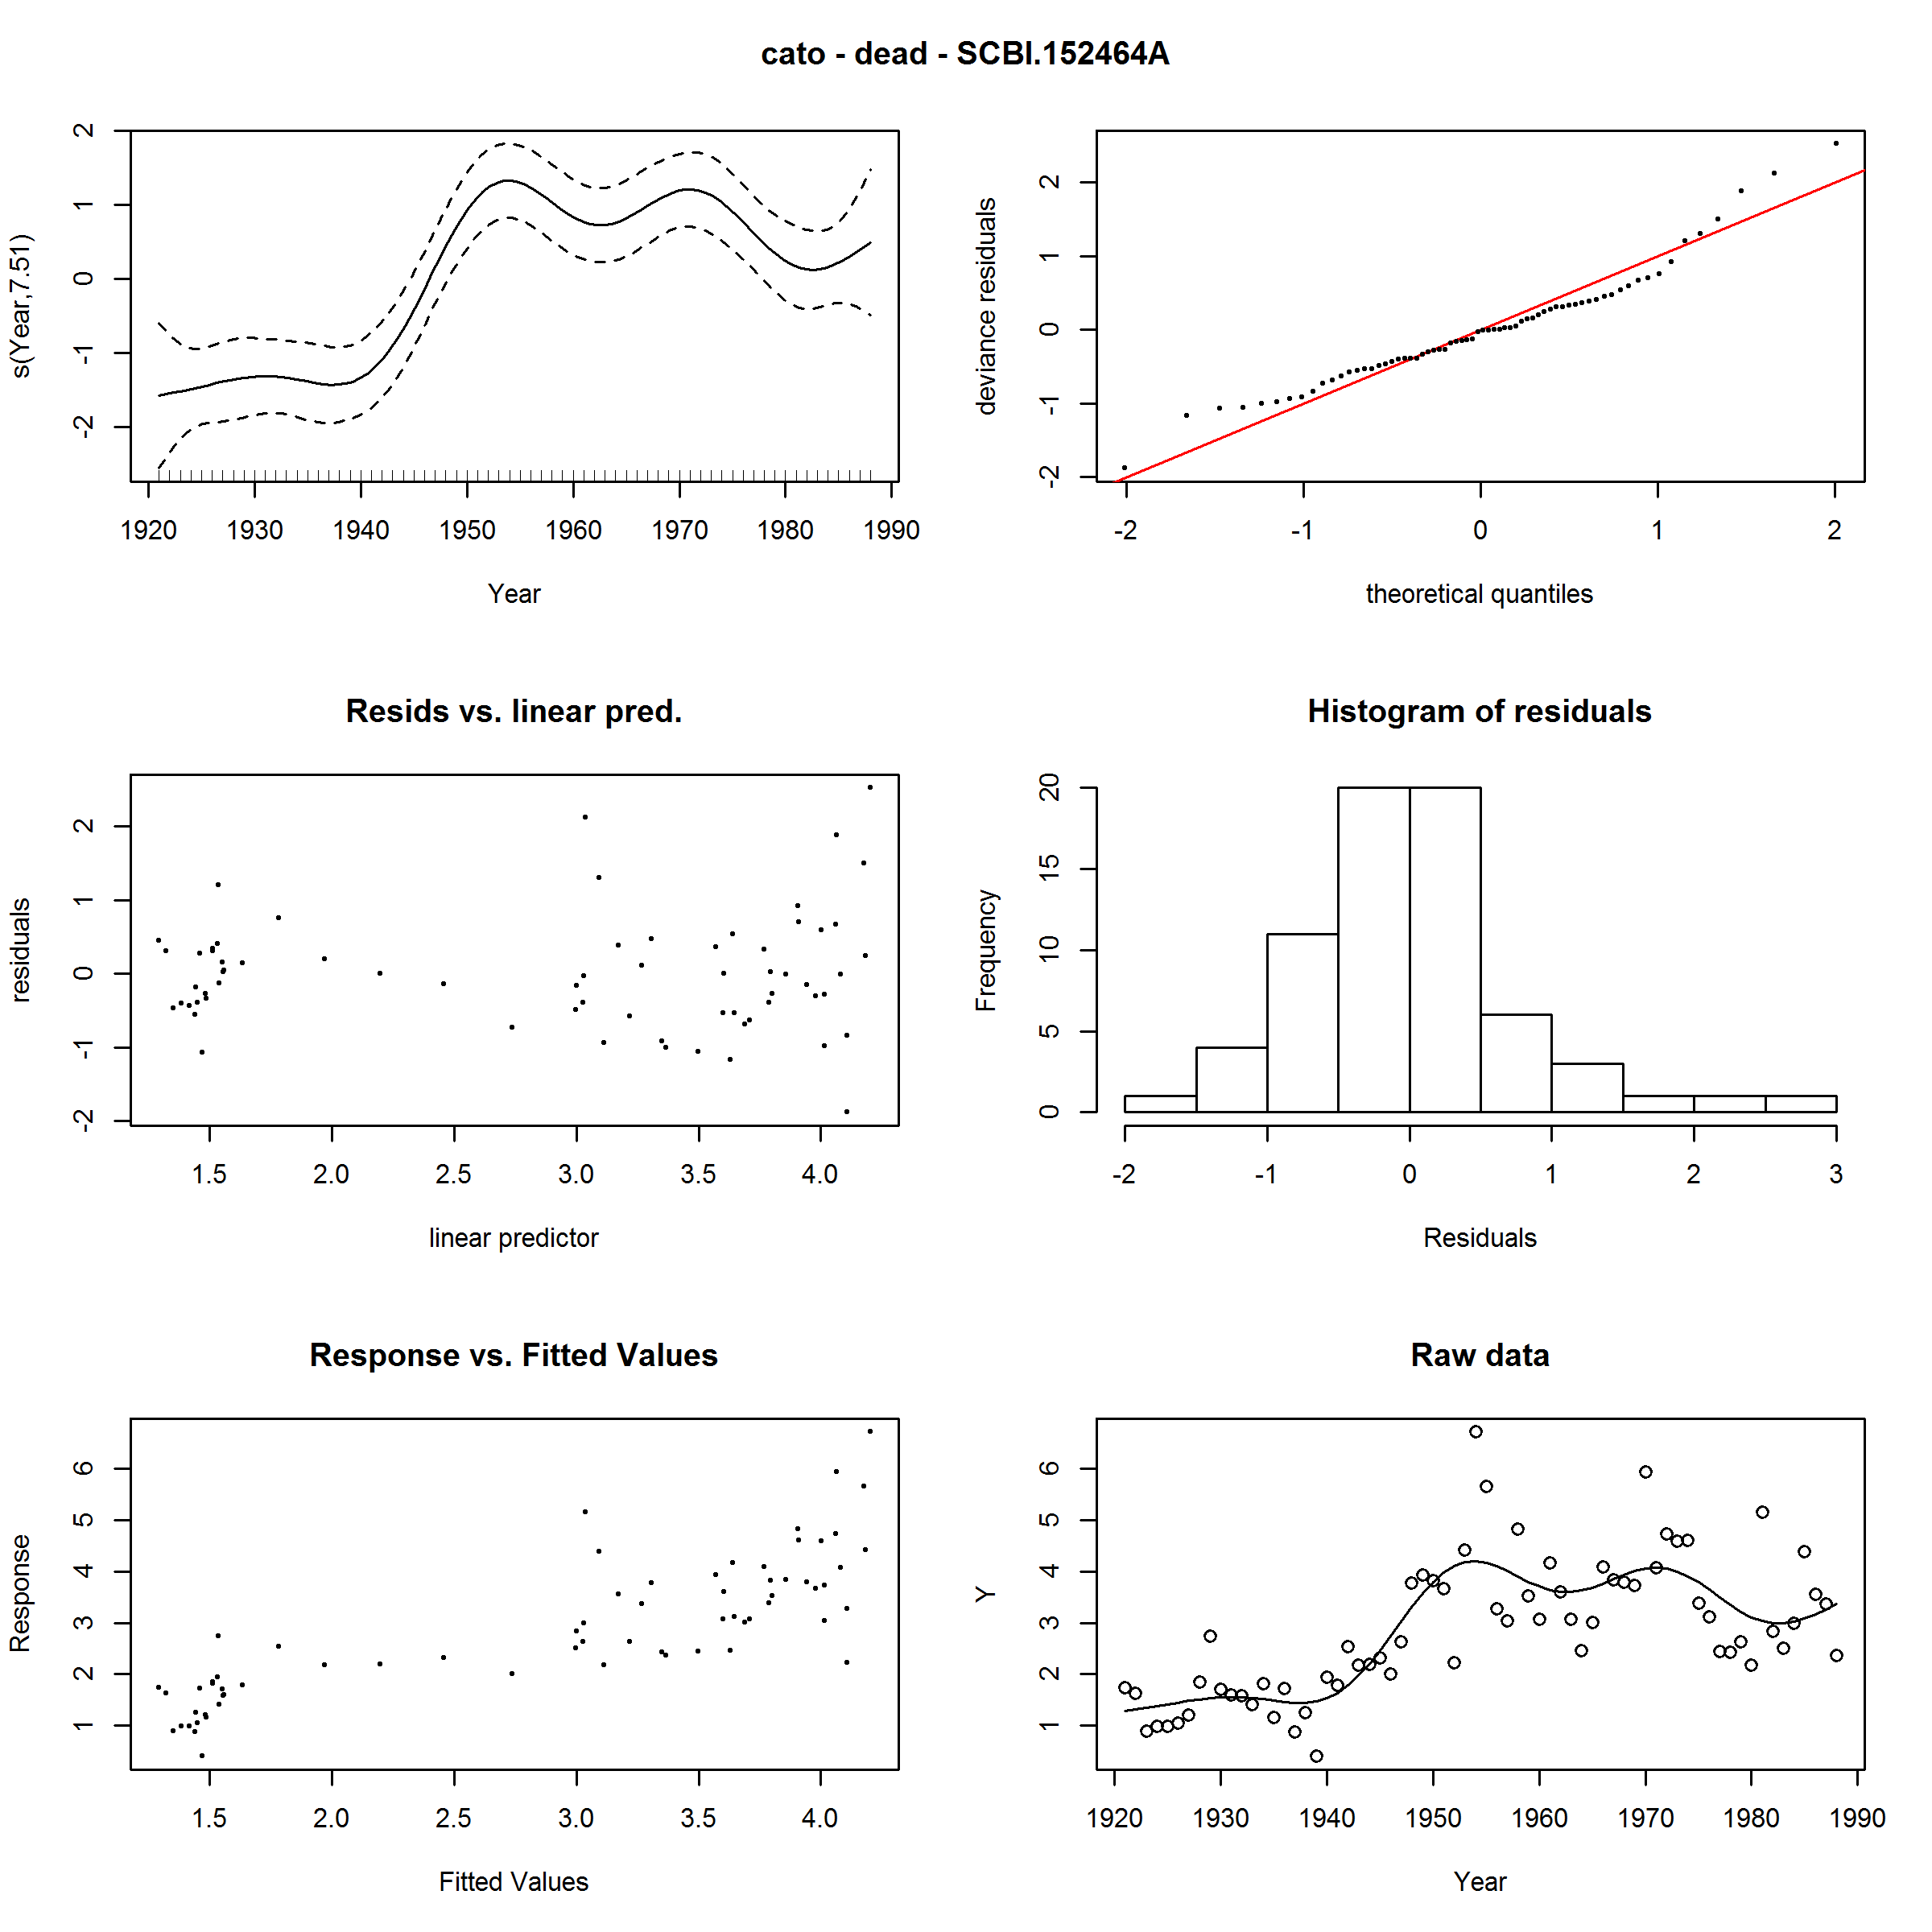 cato - dead - SCBI.152464A
s(Year,7.51)
2
1
0
-1
-2
1920 1930 1940 1950 1960 1970 1980 1990
Year
deviance residuals
2
1
0
-1
-2
-2 -1 0 1 2
theoretical quantiles
Resids vs. linear pred.
residuals
2
1
0
-1
-2
1.5 2.0 2.5 3.0 3.5 4.0
linear predictor
Histogram of residuals
Frequency
20
15
10
5
0
-2 -1 0 1 2 3
Residuals
Response vs. Fitted Values
Response
6
5
4
3
2
1
1.5 2.0 2.5 3.0 3.5 4.0
Fitted Values
Raw data
Y
6
5
4
3
2
1
1920 1930 1940 1950 1960 1970 1980 1990
Year